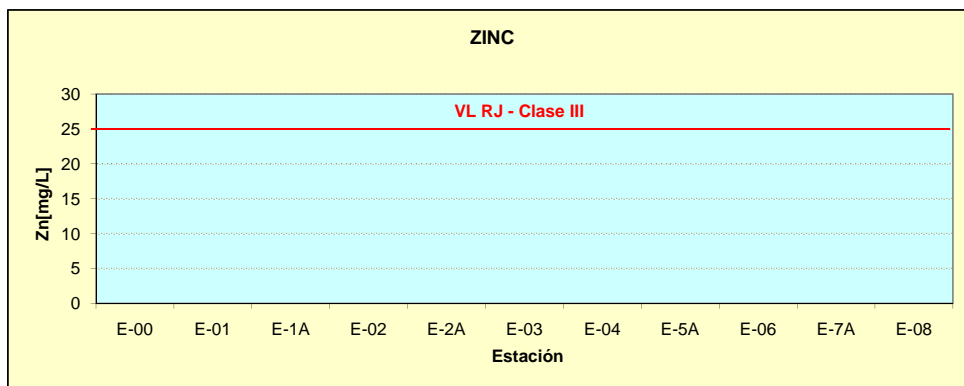 ZINC
VL RJ - Clase III
Zn[mg/L]
30
25
20
15
10
5
0
E-00 E-01 E-1A E-02 E-2A E-03 E-04 E-5A E-06 E-7A E-08
Estación